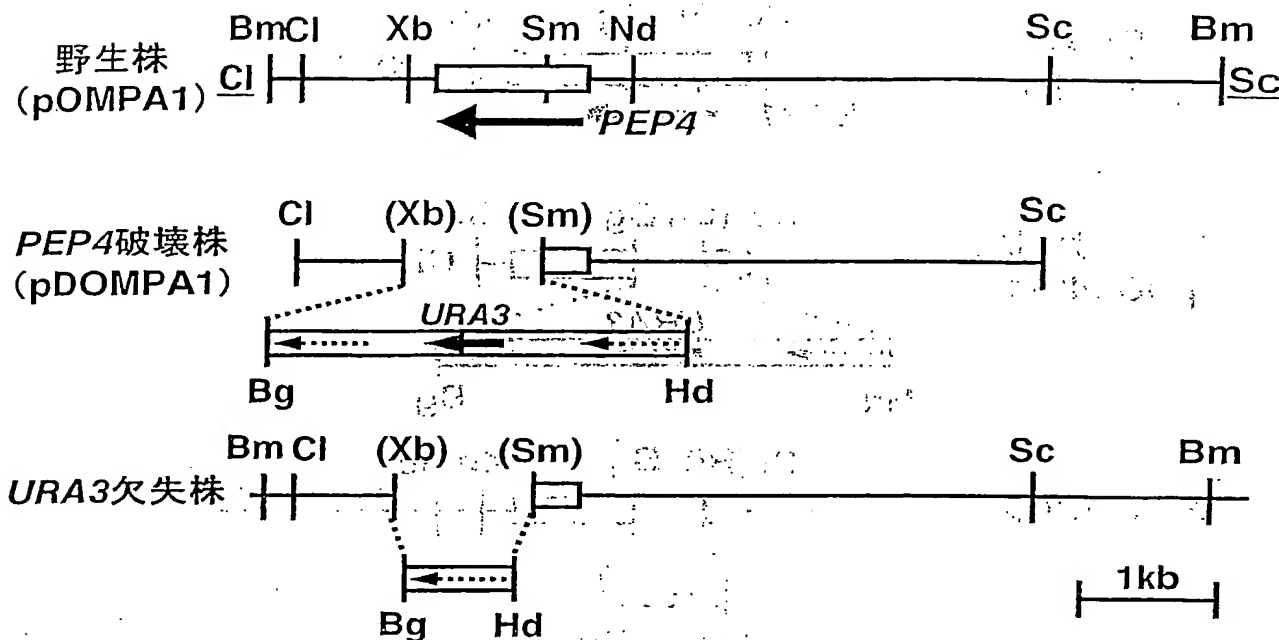 BmCl Xb Sm Nd Sc Bm
野生株
(pOMPA1)
Cl
Sc
PEP4
Cl (Xb) (Sm) Sc
PEP4破壊株
(pDOMPA1)
URA3
Bg Hd
Bm Cl (Xb) (Sm) Sc Bm
URA3欠失株
1kb
Bg Hd